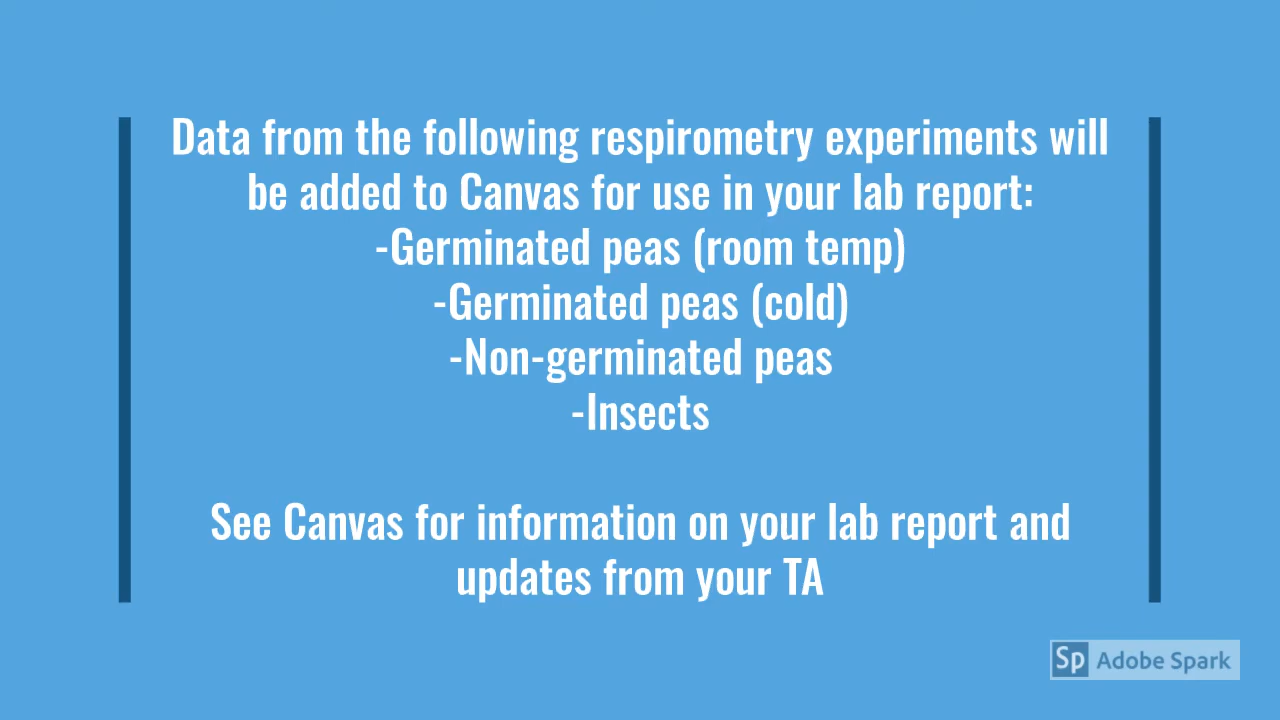 Data from the following respirometry experiments will
be added to Canvas for use in your lab report:
-Germinated peas (room temp)
-Germinated peas (cold)
-Non-germinated peas
-Insects
See Canvas for information on your lab report and
updates from your TA
Sp Adobe Spark